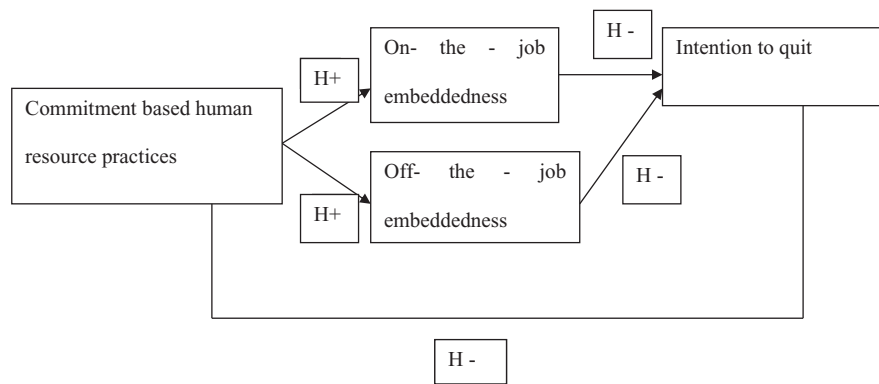 H -
On- the - job
embeddedness
Intention to quit
H+
Commitment based human
resource practices
Off- the - job
embeddedness
H -
H+
H -